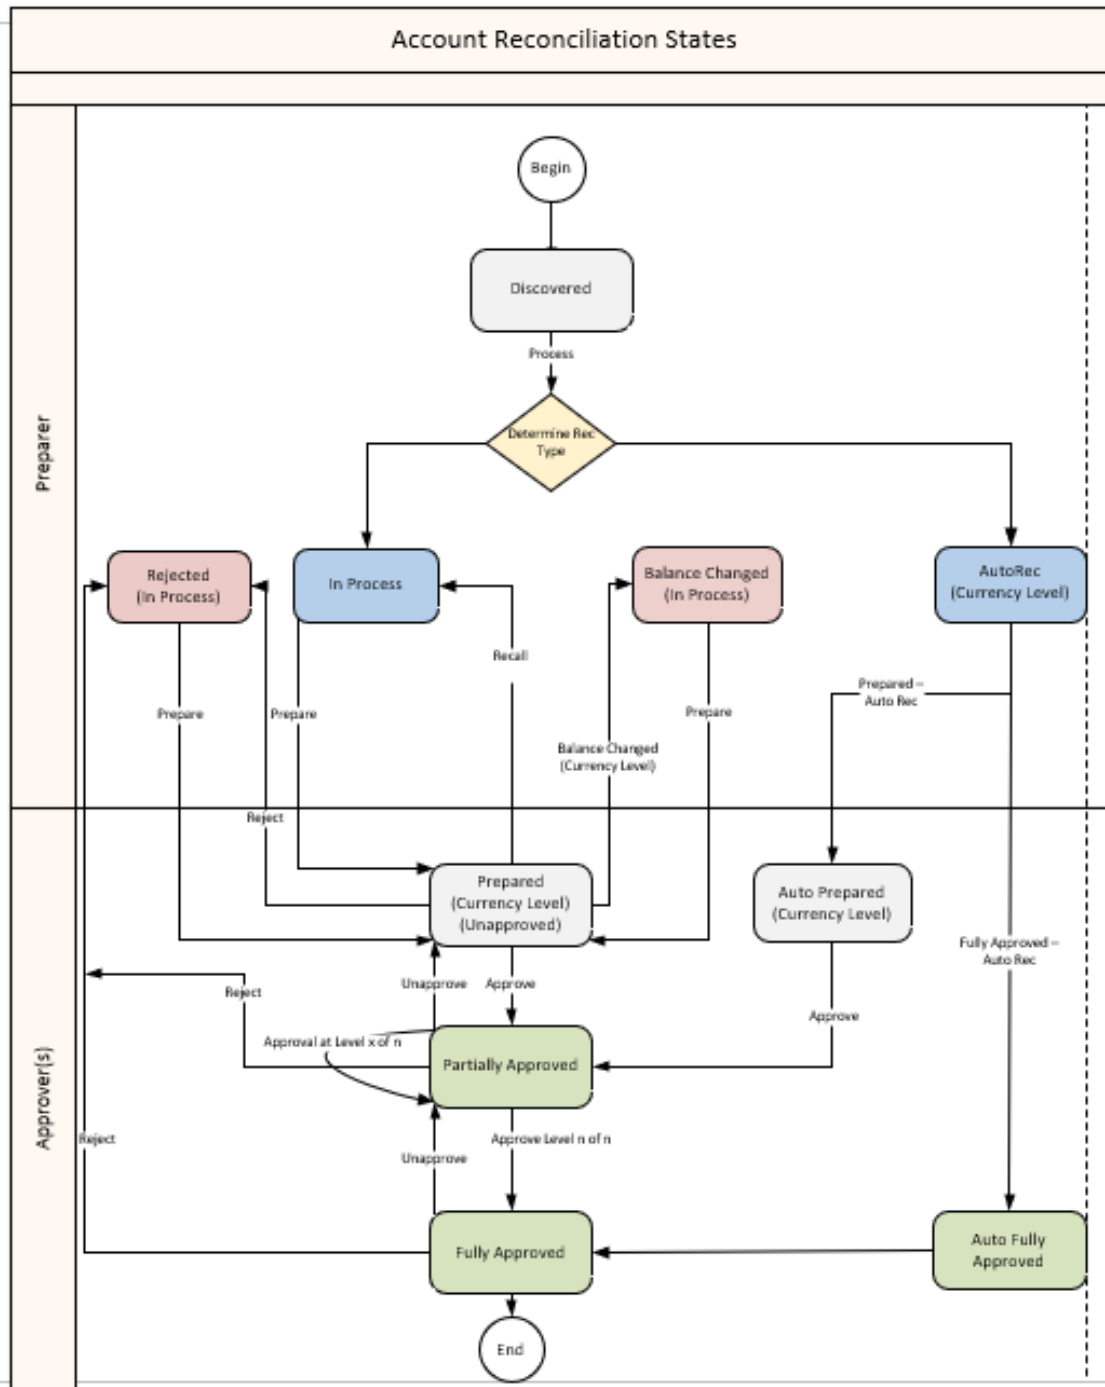 Account Reconciliation States
Preparer
Begin
Discovered
Process
Determine Rec
Type
Rejected
(In Process)
In Process
Balance Changed
(In Process)
AutoRec
(Currency Level)
Recall
Prepared –
Auto Rec
Prepare
Prepare
Prepare
Balance Changed
(Currency Level)
Reject
Approver(s)
Prepared
(Currency Level)
(Unapproved)
Auto Prepared
(Currency Level)
Fully Approved –
Auto Rec
Unapprove
Approve
Reject
Approve
Approval at Level x of n
Partially Approved
Reject
Approve Level n of n
Unapprove
Fully Approved
Auto Fully
Approved
End